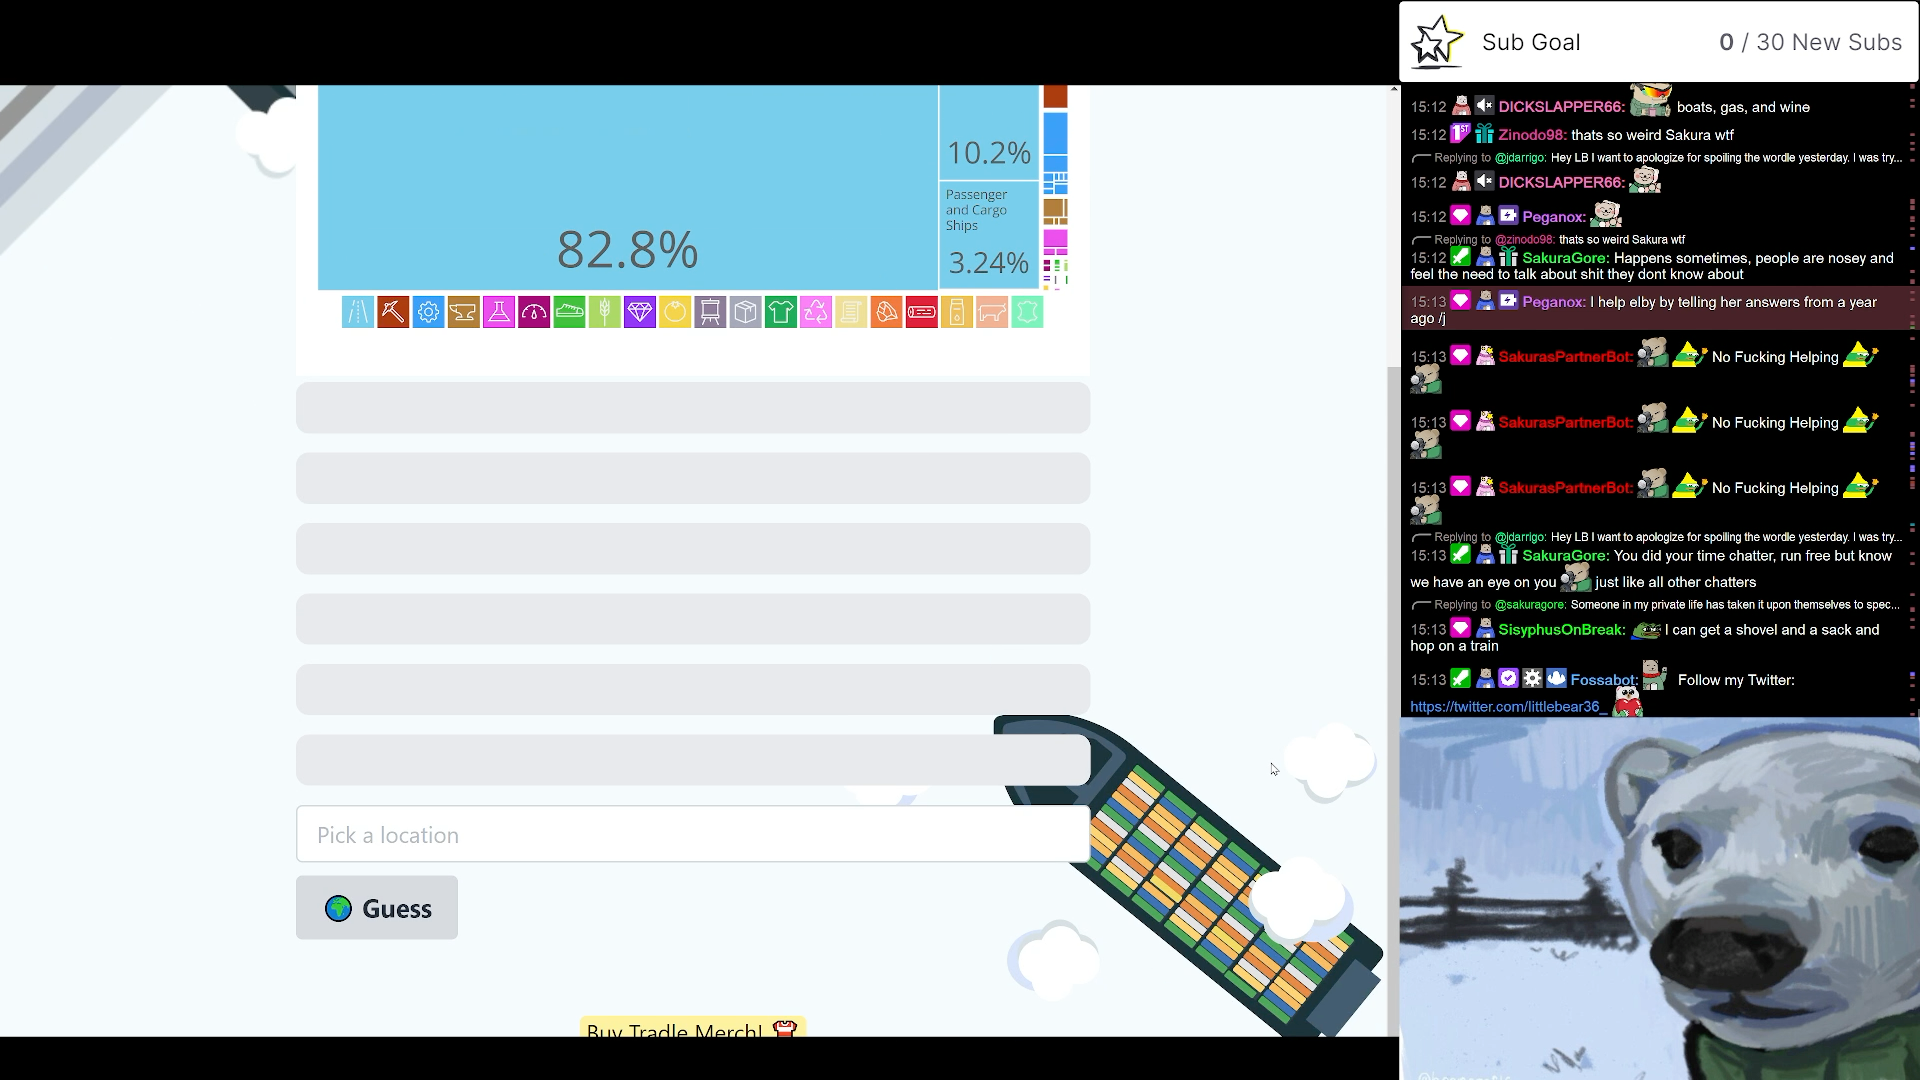 Sub Goal 0 / 30 New Subs
10.2%
Passenger
and Cargo
Ships
82.8%
3.24%
Pick a location
Guess
Buy Tradle Merch!
15:12 DICKSLAPPER66: boats, gas, and wine
15:12 Zinodo98: thats so weird Sakura wtf
Replying to @jdarrigo: Hey LB I want to apologize for spoiling the wordle yesterday. I was try...
15:12 DICKSLAPPER66:
15:12 Peganox:
Replying to @zinodo98: thats so weird Sakura wtf
15:12 SakuraGore: Happens sometimes, people are nosey and
feel the need to talk about shit they dont know about
15:13 Peganox: I help elby by telling her answers from a year
ago /j
15:13 SakurasPartnerBot: No Fucking Helping
15:13 SakurasPartnerBot: No Fucking Helping
15:13 SakurasPartnerBot: No Fucking Helping
Replying to @jdarrigo: Hey LB I want to apologize for spoiling the wordle yesterday. I was try...
15:13 SakuraGore: You did your time chatter, run free but know
we have an eye on you just like all other chatters
Replying to @sakuragore: Someone in my private life has taken it upon themselves to spec...
15:13 SisyphusOnBreak: I can get a shovel and a sack and
hop on a train
15:13 Fossabot: Follow my Twitter:
https://twitter.com/littlebear36_